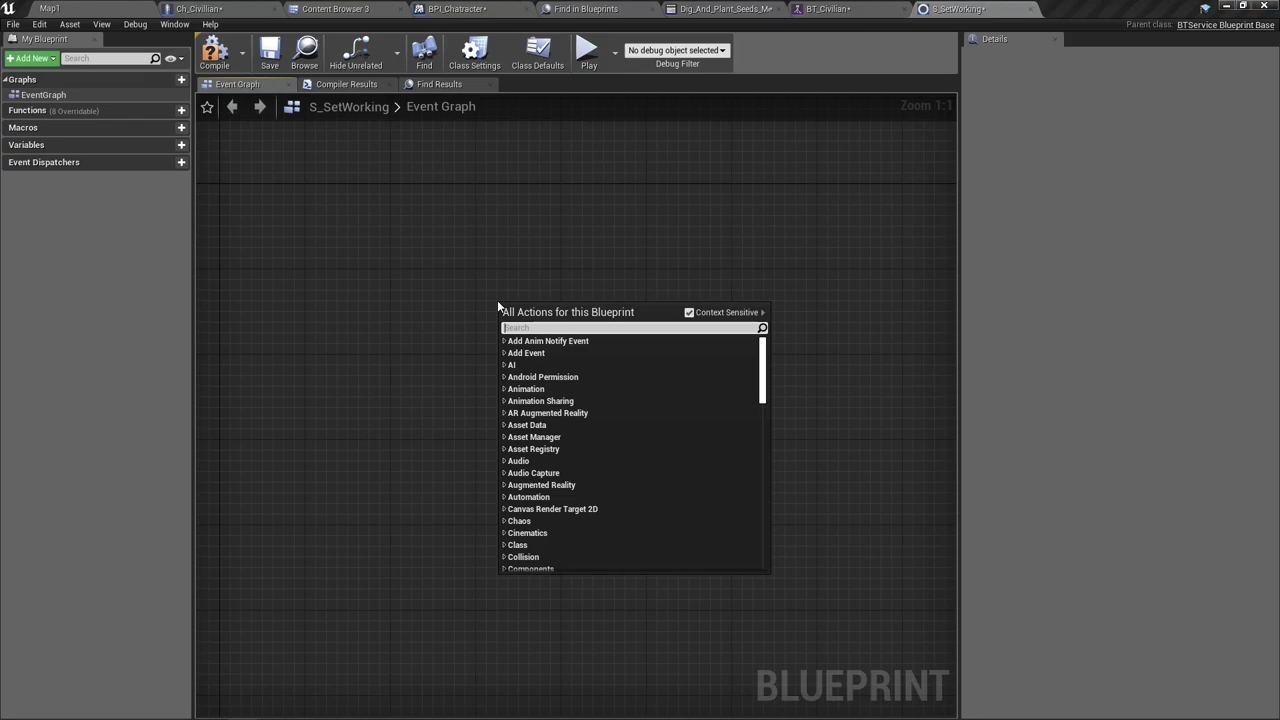 Map1
Ch_Civilian*
Content Browser 3
BPI_Chatracter*
Find in Blueprints
Dig_And_Plant_Seeds_M*
BT_Civilian*
S_SetWorking*
File
Edit
Asset
View
Debug
Window
Help
Parent class: BTService Blueprint Base
My Blueprint
Details
+Add New
Search
Compile
Save
Browse
Hide Unrelated
Find
Class Settings
Class Defaults
Play
No debug object selected
Debug Filter
Graphs
EventGraph
Functions (8 Overridable)
Macros
Variables
Event Dispatchers
Event Graph
Compiler Results
Find Results
S_SetWorking > Event Graph
Zoom 1:1
All Actions for this Blueprint
Context Sensitive
Search
Add Anim Notify Event
Add Event
AI
Android Permission
Animation
Animation Sharing
AR Augmented Reality
Asset Data
Asset Manager
Asset Registry
Audio
Audio Capture
Augmented Reality
Automation
Canvas Render Target 2D
Chaos
Cinematics
Class
Collision
Components
BLUEPRINT